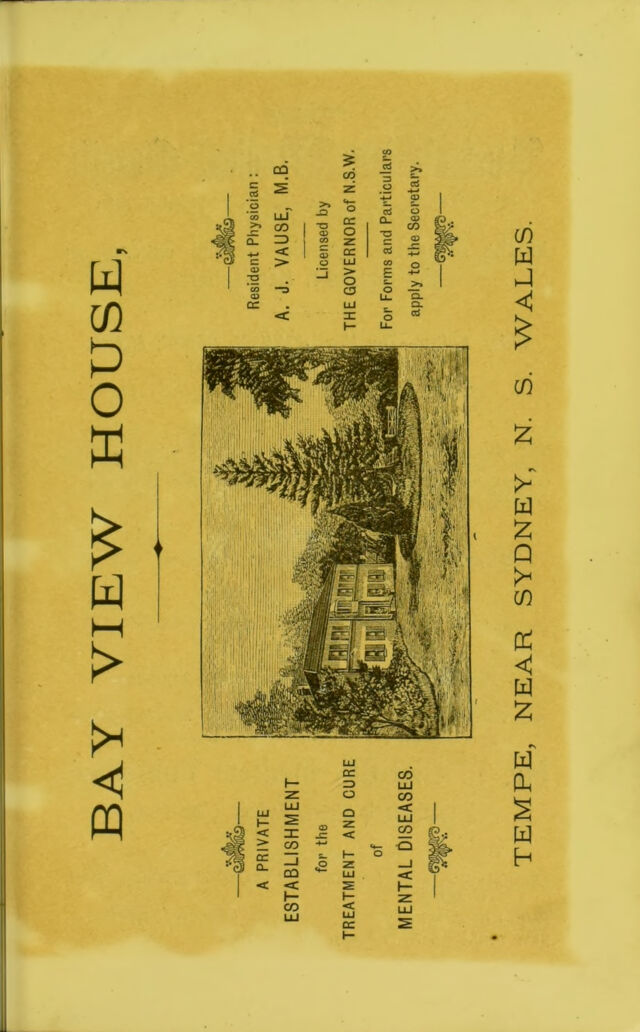 BAY VIEW HOUSE,
A PRIVATE
ESTABLISHMENT
for the
TREATMENT AND CURE
of
MENTAL DISEASES.
Resident Physician:
A. J. VAUSE, M.B.
Licensed by
THE GOVERNOR of N.S.W.
For Forms and Particulars
apply to the Secretary.
TEMPE, NEAR SYDNEY, N. S. WALES.